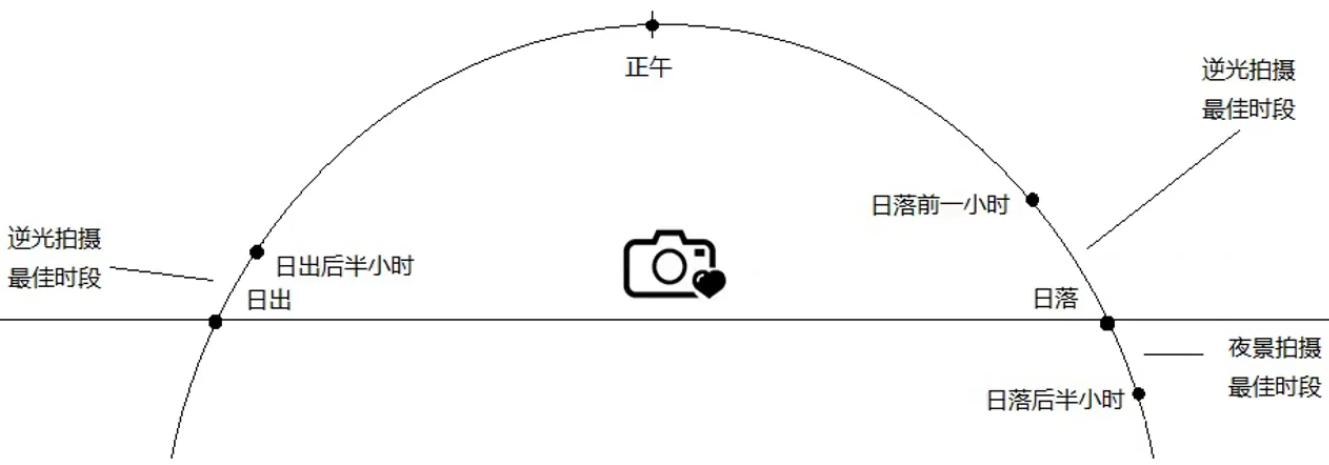 正午
逆光拍摄
最佳时段
日落前一小时
逆光拍摄
最佳时段
日出后半小时
日出
日落
夜景拍摄
最佳时段
日落后半小时